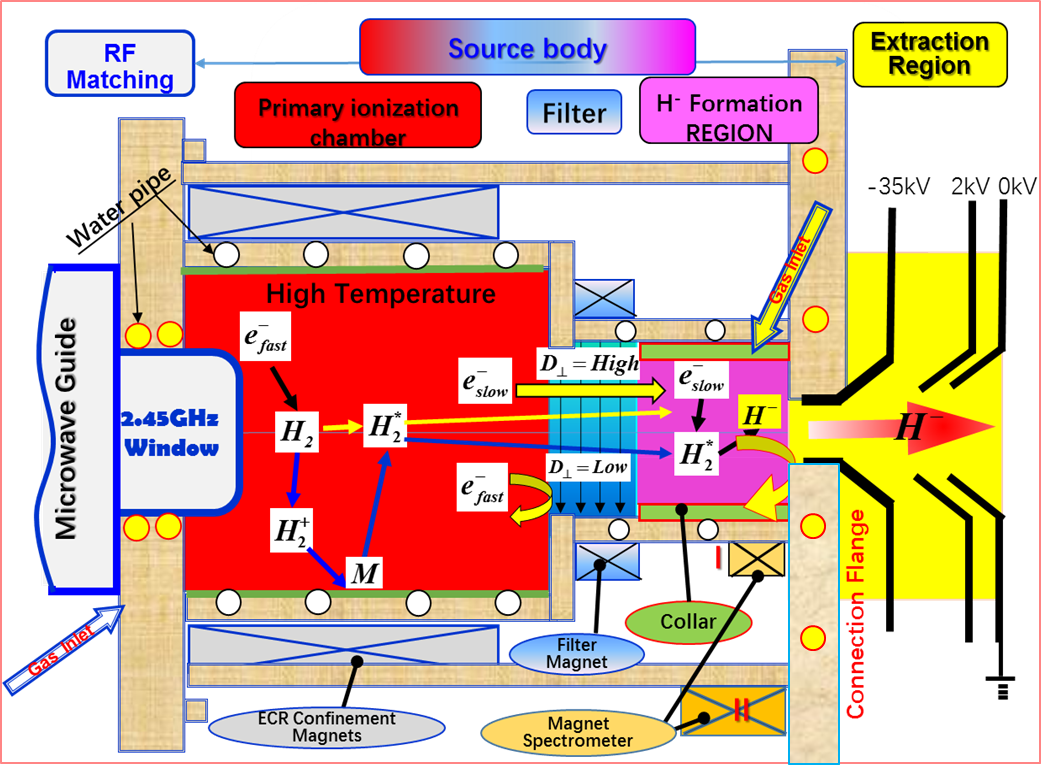 RF
Matching
Source body
Extraction
Region
Primary ionization
chamber
Filter
H⁻ Formation
REGION
Water pipe
-35kV
2kV
0kV
Gas Inlet
High Temperature
e⁻fast
D⊥ = High
e⁻slow
e⁻slow
Microwave Guide
2.45GHz
Window
H₂
H₂*
H⁻
H⁻
H₂*
D⊥ = Low
e⁻fast
H₂⁺
M
I
Connection Flange
Gas Inlet
Collar
Filter
Magnet
ECR Confinement
Magnets
Magnet
Spectrometer
II